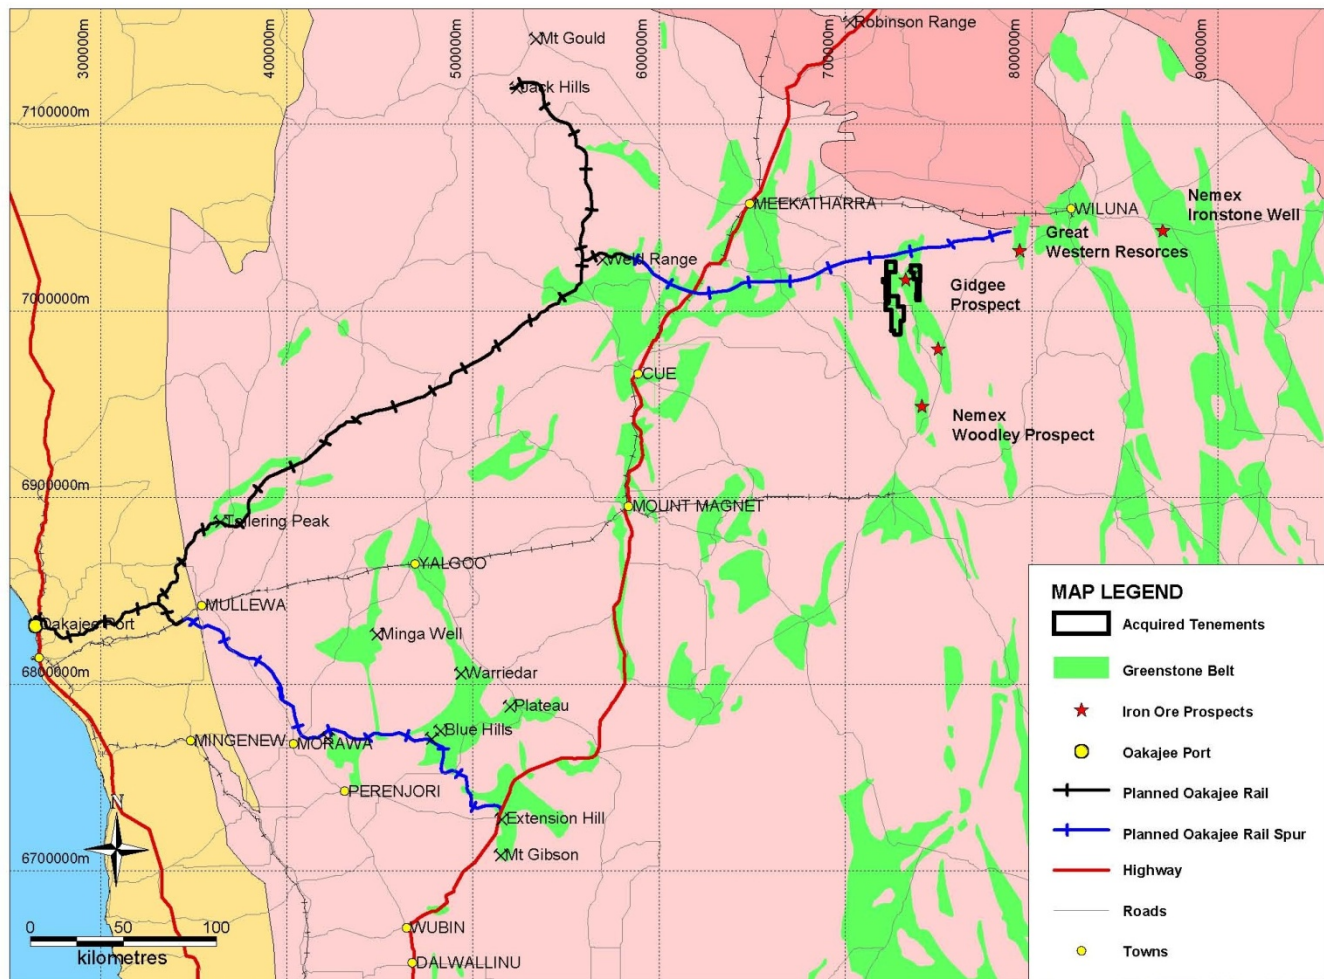 300000m
400000m
500000m
600000m
700000m
800000m
900000m
Robinson Range
Mt Gould
Jack Hills
7100000m
MEEKATHARRA
WILUNA
Nemex
Ironstone Well
Great
Western Resorces
Weld Range
Gidgee
Prospect
7000000m
CUE
Nemex
Woodley Prospect
6900000m
MOUNT MAGNET
Tallering Peak
YALGOO
MULLEWA
Oakajee Port
Minga Well
Warriedar
6800000m
Plateau
Blue Hills
MINGENEW
MORAWA
PERENJORI
Extension Hill
Mt Gibson
6700000m
WUBIN
DALWALLINU
N
0 50 100
kilometres
MAP LEGEND
Acquired Tenements
Greenstone Belt
Iron Ore Prospects
Oakajee Port
Planned Oakajee Rail
Planned Oakajee Rail Spur
Highway
Roads
Towns